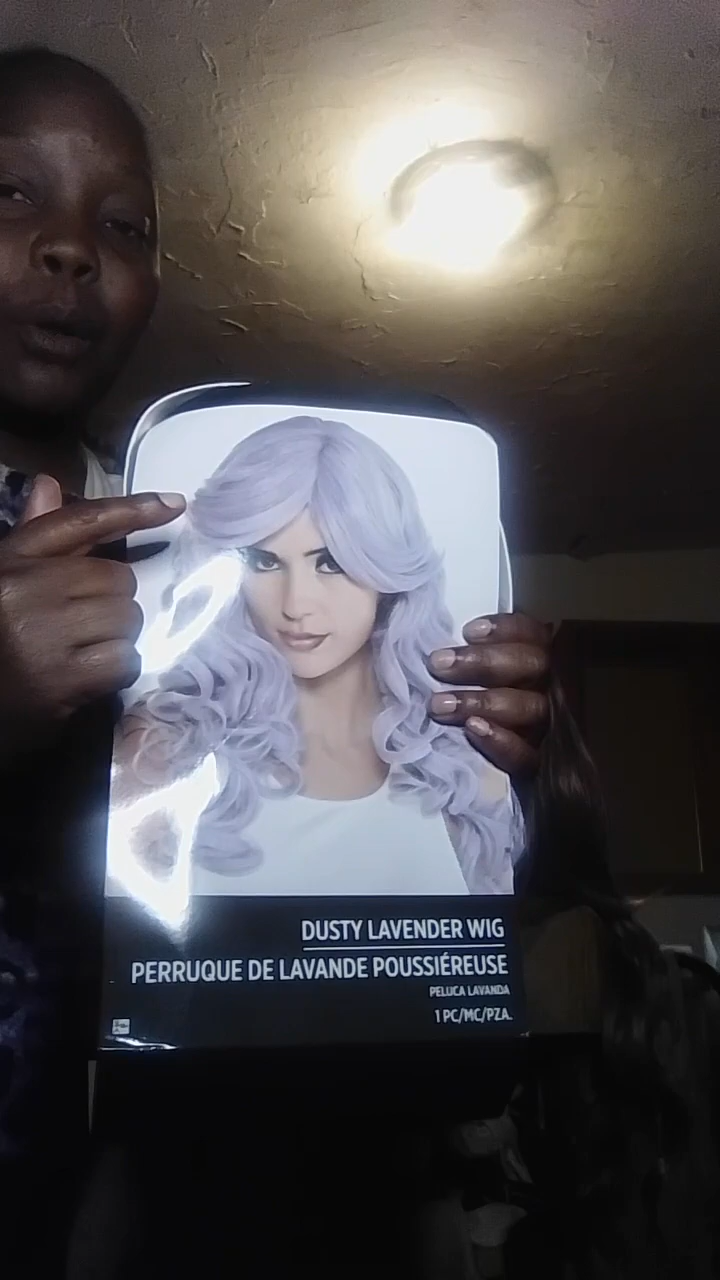 DUSTY LAVENDER WIG
PERRUQUE DE LAVANDE POUSSIÉREUSE
PELUCA LAVANDA
1 PC/MC/PZA.